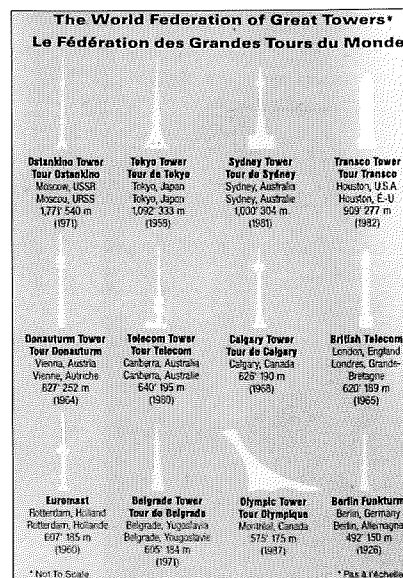 The World Federation of Great Towers*
Le Fédération des Grandes Tours du Monde
Ostankino Tower
Tour Ostankino
Moscow, USSR
Moscou, URSS
1,771' 540 m
(1971)
Tokyo Tower
Tour de Tokyo
Tokyo, Japan
Tokyo, Japon
1,092' 333 m
(1958)
Sydney Tower
Tour de Sydney
Sydney, Australia
Sydney, Australie
1,000' 304 m
(1981)
Transco Tower
Tour Transco
Houston, U.S.A
Houston, É.-U.
909' 277 m
(1982)
Donauturm Tower
Tour Donauturm
Vienna, Austria
Vienne, Autriche
827' 252 m
(1964)
Telecom Tower
Tour Telecom
Canberra, Australia
Canberra, Australie
640' 195 m
(1980)
Calgary Tower
Tour de Calgary
Calgary, Canada
626' 190 m
(1968)
British Telecom
London, England
Londres, Grande-
Bretagne
620' 189 m
(1965)
Euromast
Rotterdam, Holland
Rotterdam, Hollande
607' 185 m
(1960)
Belgrade Tower
Tour de Belgrade
Belgrade, Yugoslavia
Belgrade, Yougoslavie
605' 184 m
(1971)
Olympic Tower
Tour Olympique
Montréal, Canada
575' 175 m
(1987)
Berlin Funkturm
Berlin, Germany
Berlin, Allemagne
492' 150 m
(1926)
* Not To Scale
* Pas à l'échelle